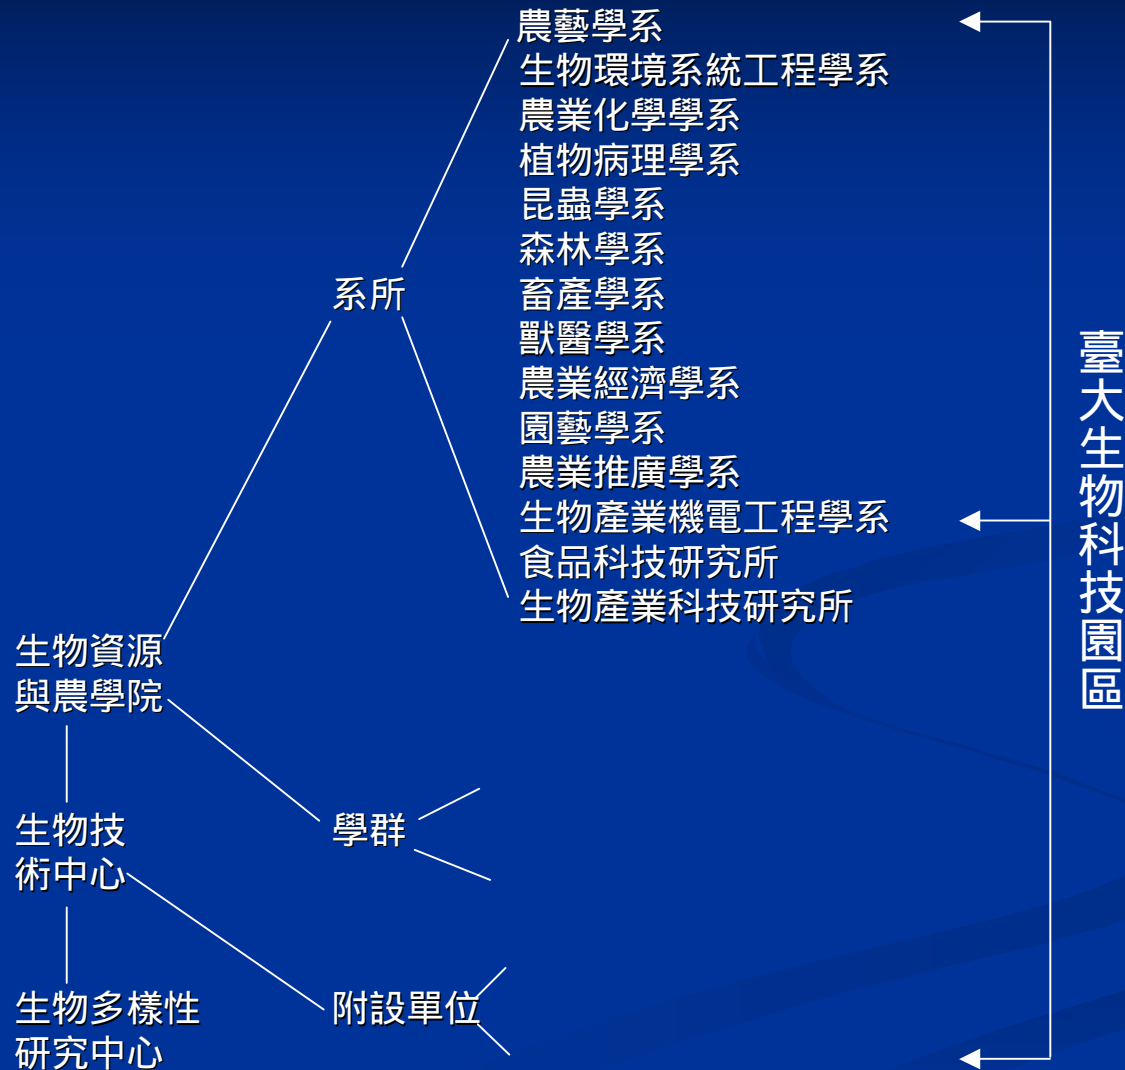 農藝學系
生物環境系統工程學系
農業化學學系
植物病理學系
昆蟲學系
森林學系
畜產學系
獸醫學系
農業經濟學系
園藝學系
農業推廣學系
生物產業機電工程學系
食品科技研究所
生物產業科技研究所
系所
生物資源
與農學院
學群
生物技
術中心
附設單位
生物多樣性
研究中心
臺大生物科技園區